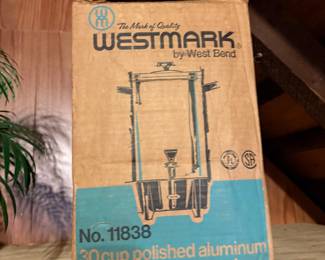 The Mark of Quality
WESTMARK
by West Bend
No. 11838
30 cup polished aluminum